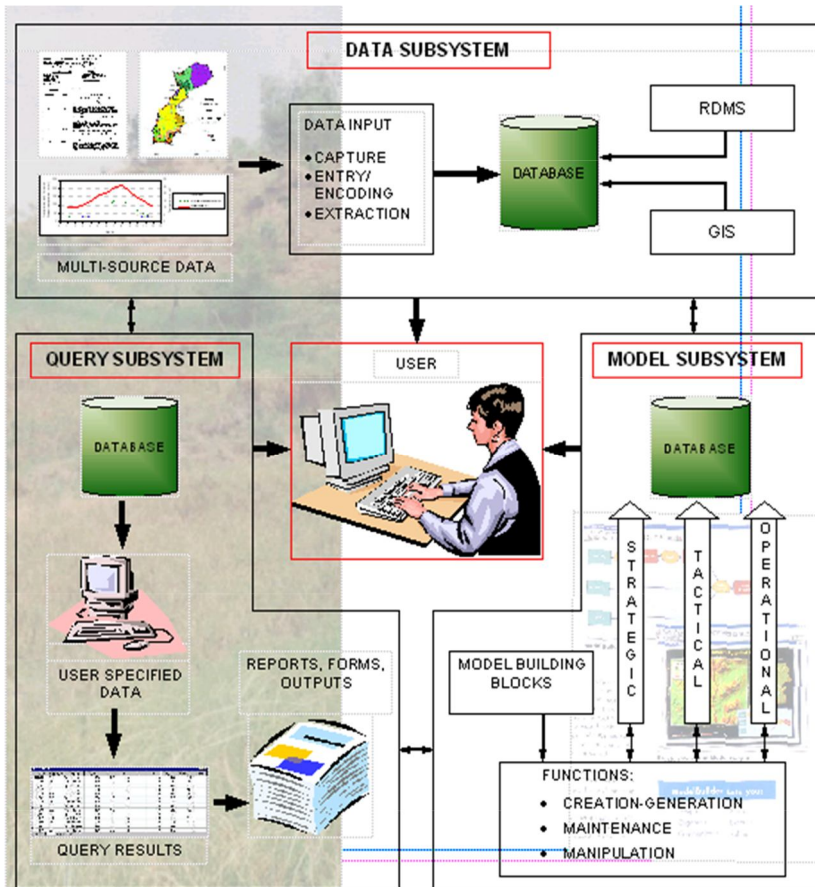 DATA SUBSYSTEM
DATA INPUT
• CAPTURE
• ENTRY/
ENCODING
• EXTRACTION
DATABASE
RDMS
GIS
MULTI-SOURCE DATA
QUERY SUBSYSTEM
USER
MODEL SUBSYSTEM
DATABASE
DATABASE
STRATEGIC
TACTICAL
OPERATIONAL
USER SPECIFIED
DATA
REPORTS, FORMS,
OUTPUTS
MODEL BUILDING
BLOCKS
QUERY RESULTS
FUNCTIONS:
• CREATION-GENERATION
• MAINTENANCE
• MANIPULATION